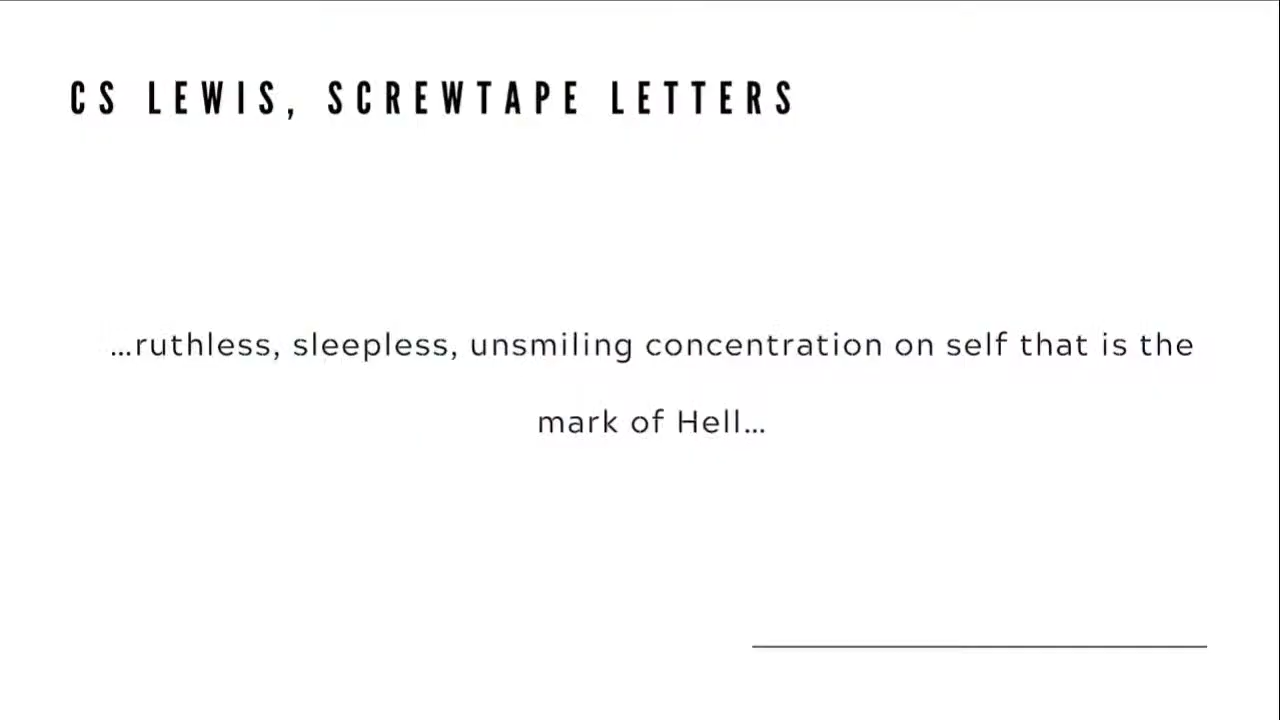 CS LEWIS, SCREWTAPE LETTERS
...ruthless, sleepless, unsmiling concentration on self that is the
mark of Hell...